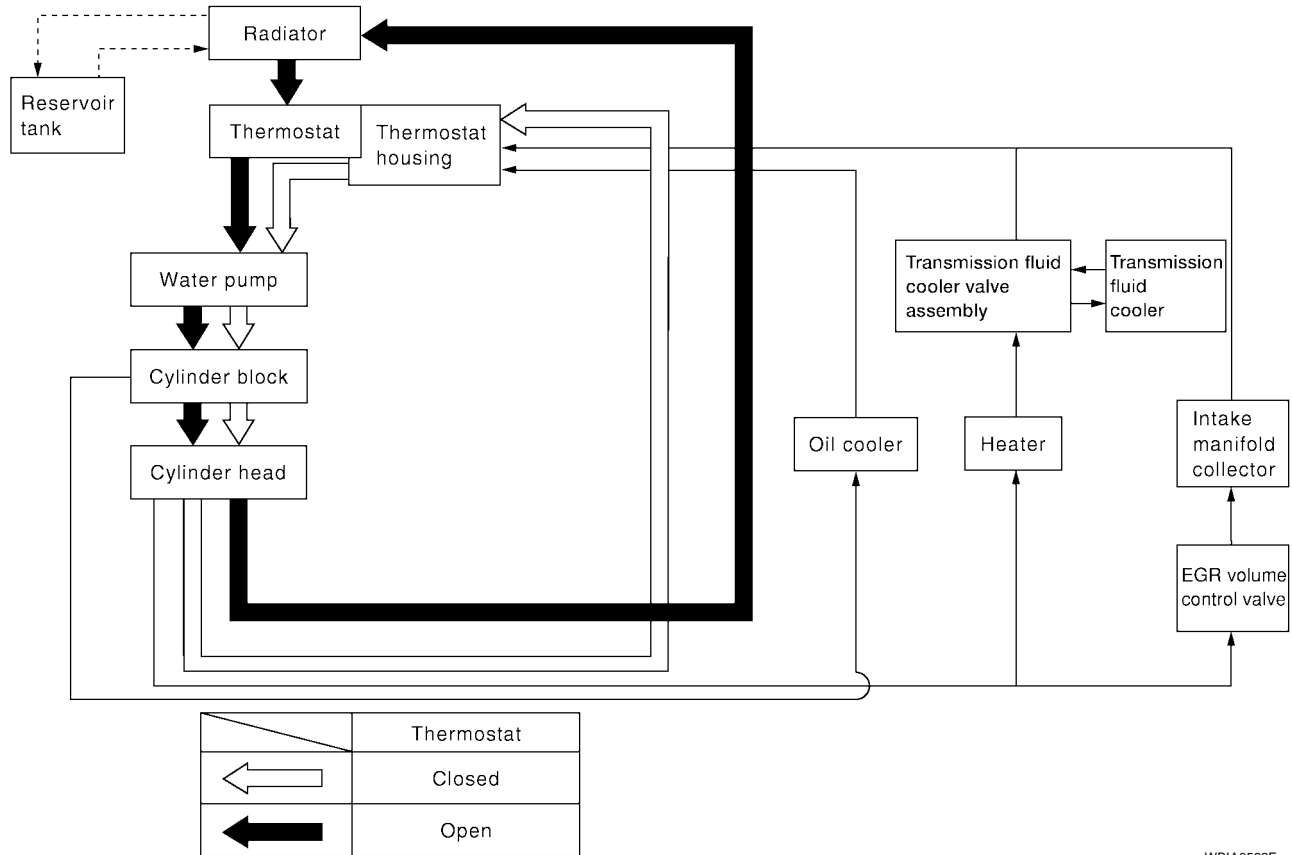 Radiator
Reservoir
tank
Thermostat
Thermostat
housing
Water pump
Cylinder block
Cylinder head
Transmission fluid
cooler valve
assembly
Transmission
fluid
cooler
Oil cooler
Heater
Intake
manifold
collector
EGR volume
control valve
Thermostat
Closed
Open